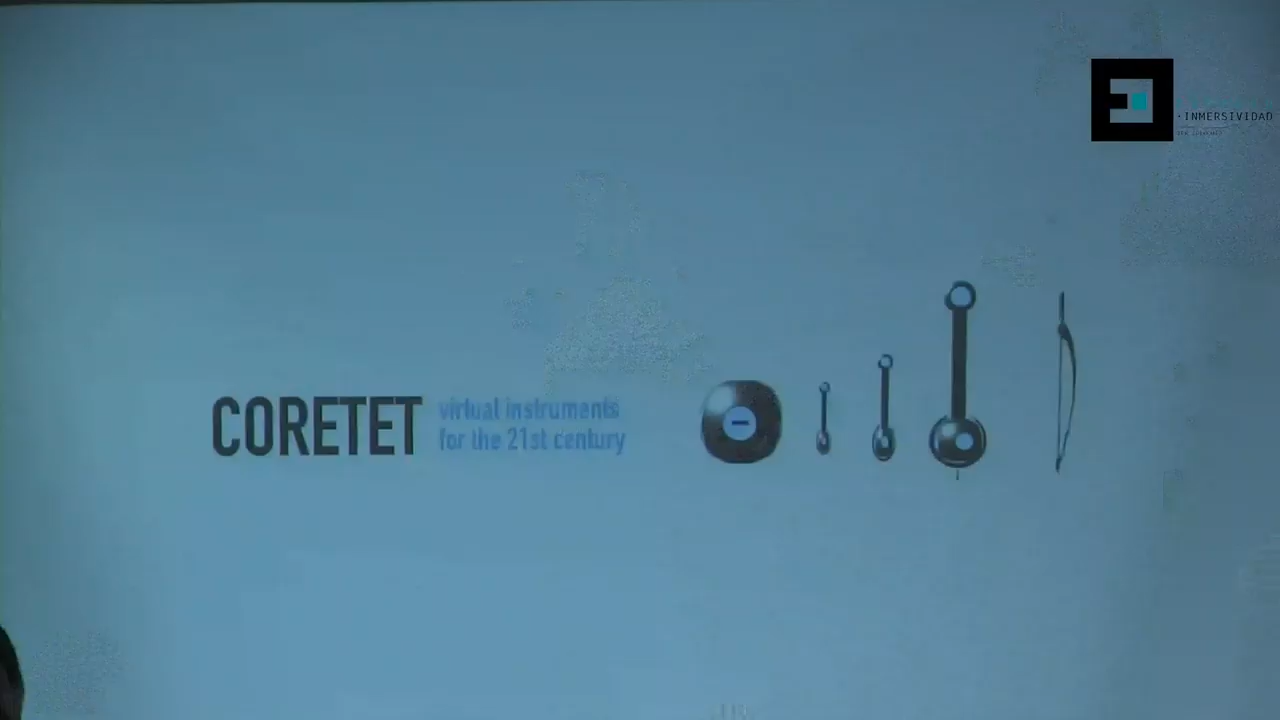 ·INMERSIVIDAD
CORETET
virtual instruments
for the 21st century